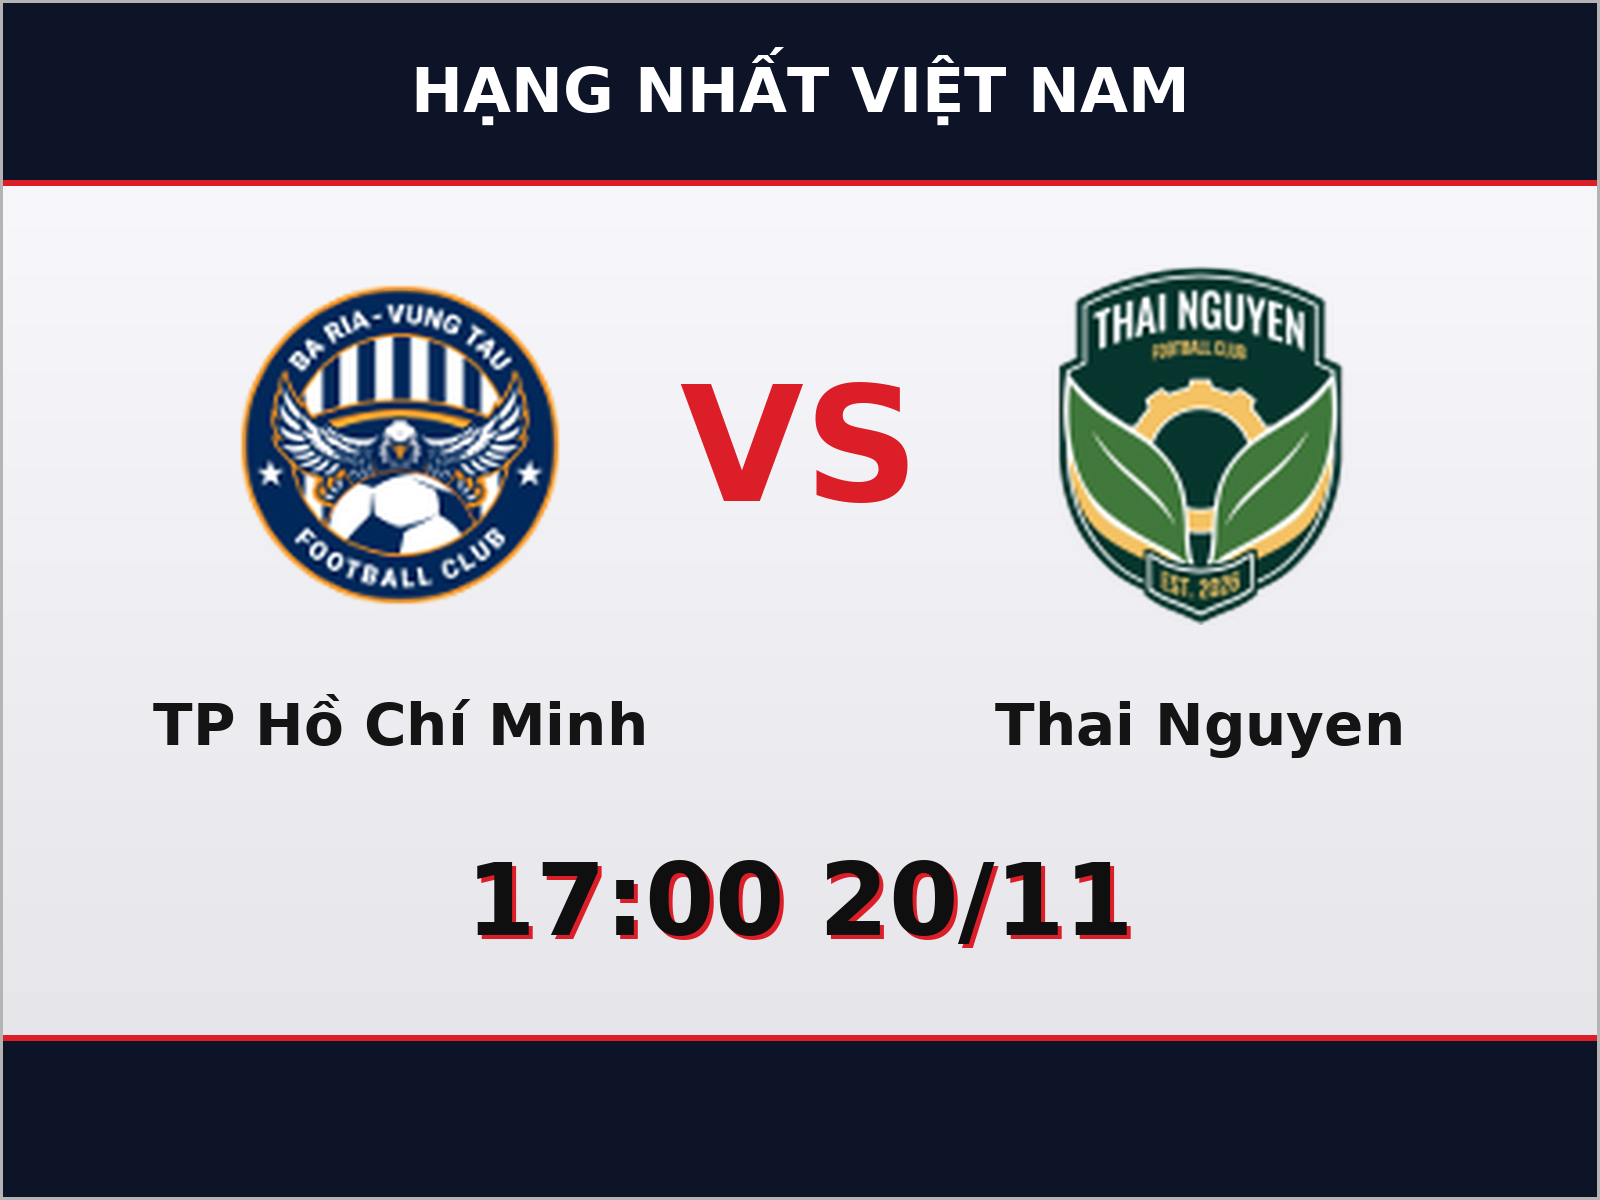 HẠNG NHẤT VIỆT NAM
BA RIA-VUNG TAU
FOOTBALL CLUB
VS
THAI NGUYEN
FOOTBALL CLUB
EST. 2026
TP Hồ Chí Minh
Thai Nguyen
17:00 20/11